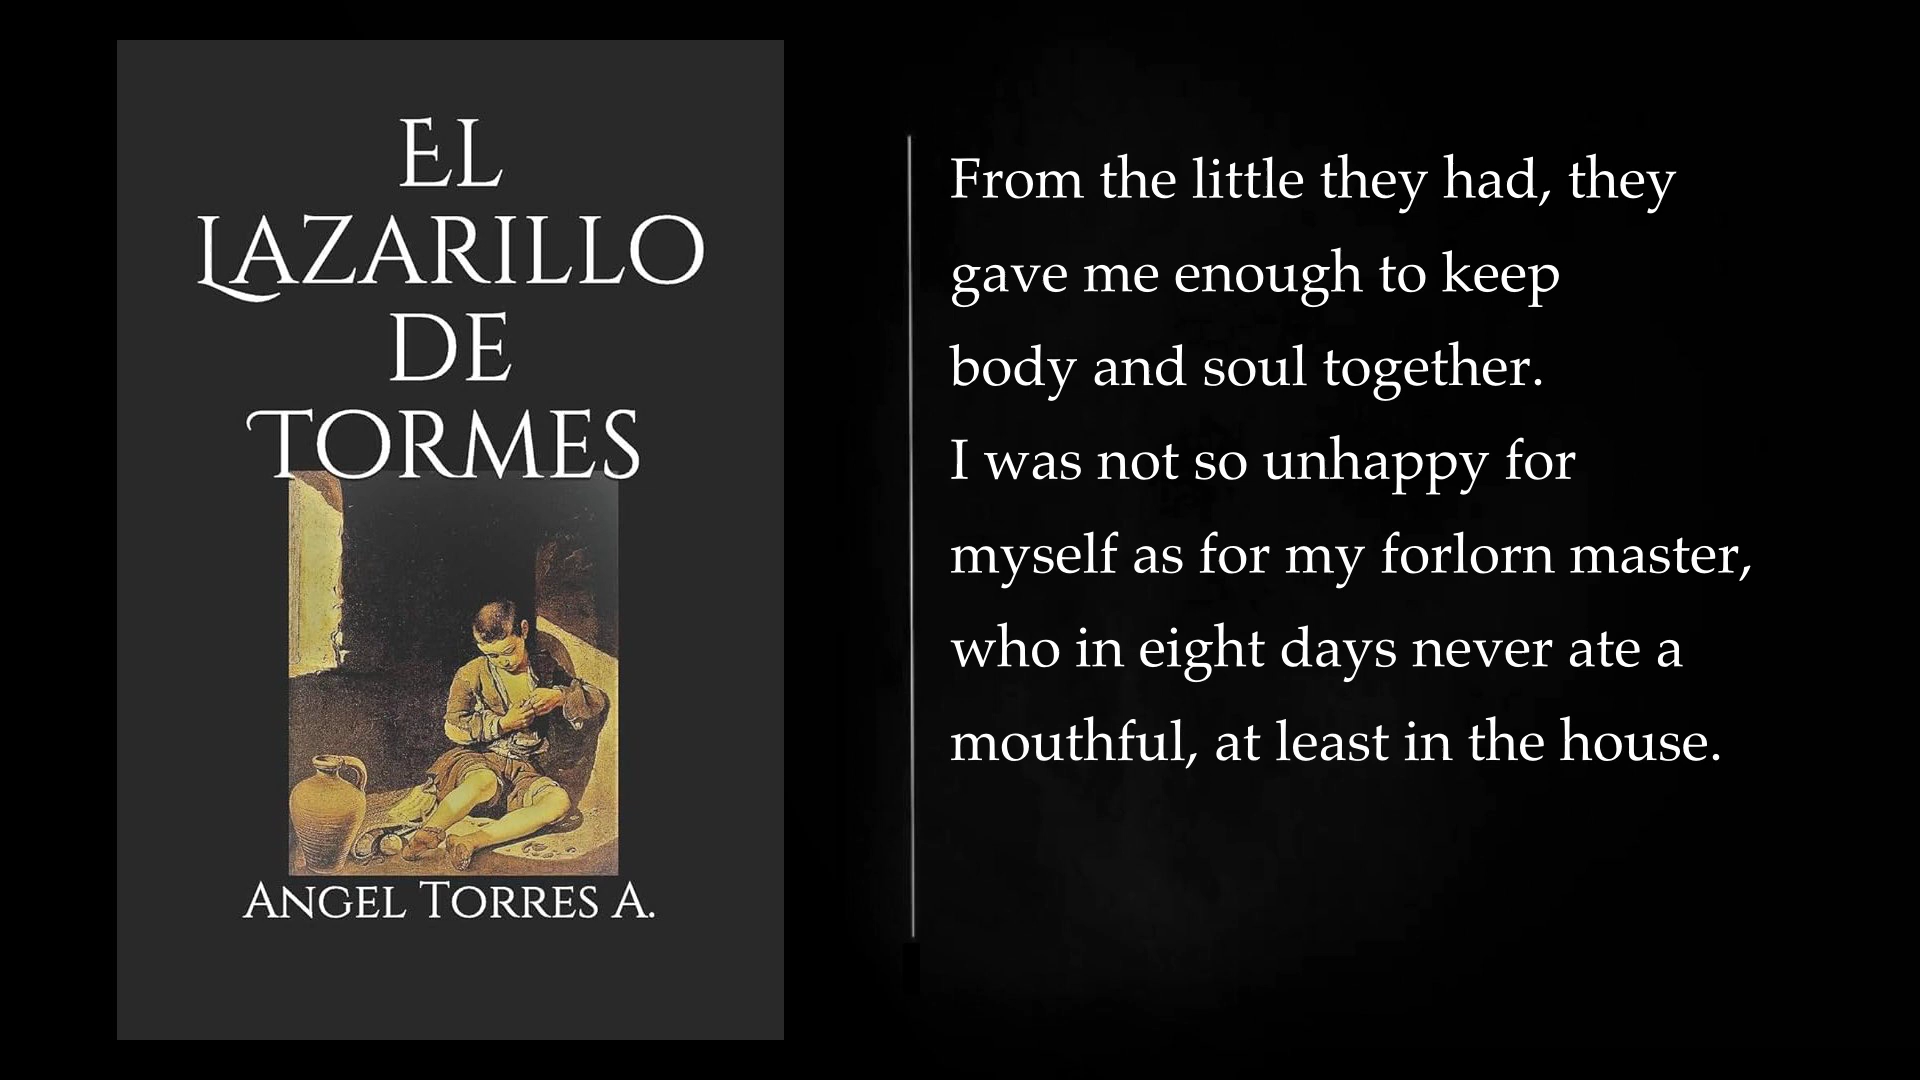 El
Lazarillo
de
Tormes
Angel Torres A.
From the little they had, they
gave me enough to keep
body and soul together.
I was not so unhappy for
myself as for my forlorn master,
who in eight days never ate a
mouthful, at least in the house.